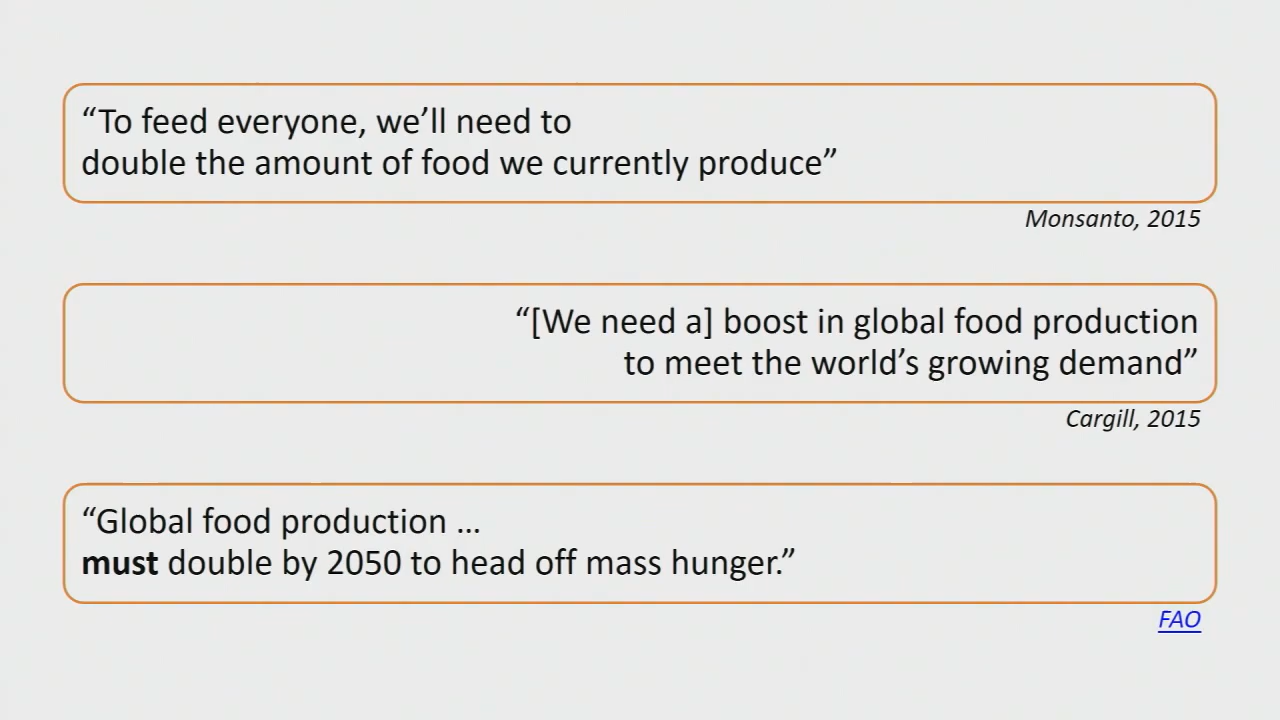 “To feed everyone, we’ll need to
double the amount of food we currently produce”
Monsanto, 2015
“[We need a] boost in global food production
to meet the world’s growing demand”
Cargill, 2015
“Global food production ...
must double by 2050 to head off mass hunger.”
FAO